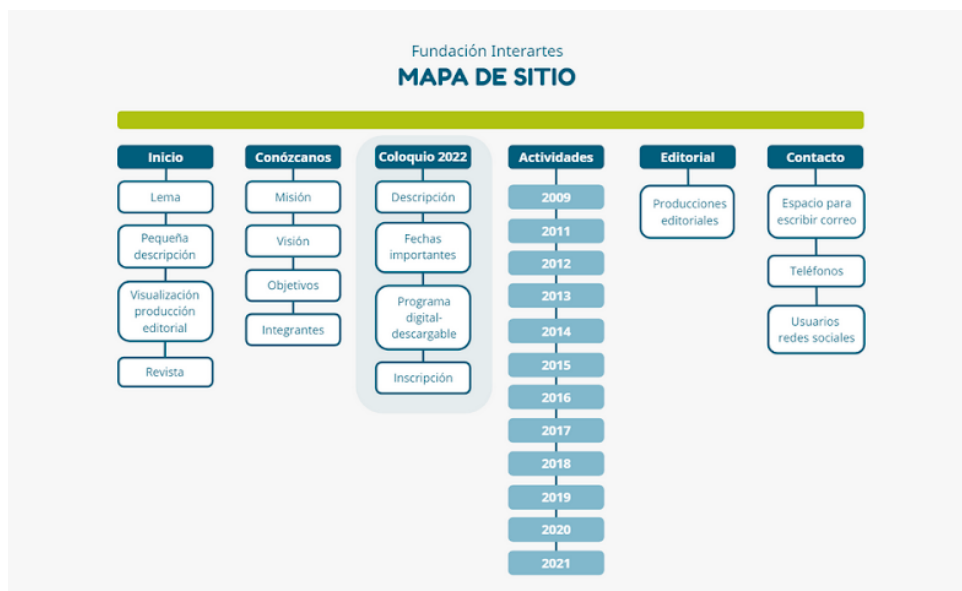 Fundación Interartes
MAPA DE SITIO
Inicio
Lema
Pequeña
descripción
Visualización
producción
editorial
Revista
Conózcanos
Misión
Visión
Objetivos
Integrantes
Coloquio 2022
Descripción
Fechas
importantes
Programa
digital-
descargable
Inscripción
Actividades
2009
2011
2012
2013
2014
2015
2016
2017
2018
2019
2020
2021
Editorial
Producciones
editoriales
Contacto
Espacio para
escribir correo
Teléfonos
Usuarios
redes sociales